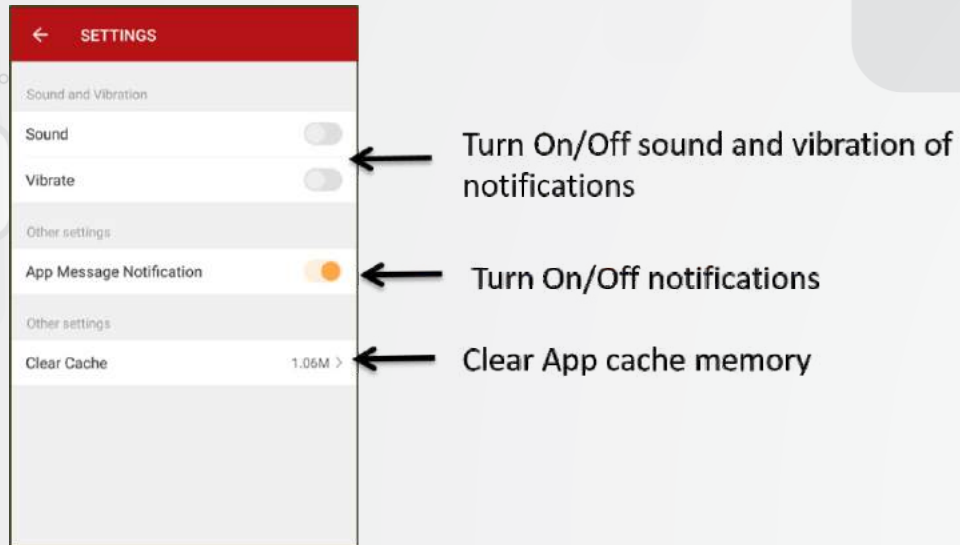 SETTINGS
Sound and Vibration
Sound
Vibrate
Turn On/Off sound and vibration of
notifications
Other settings
App Message Notification
Turn On/Off notifications
Other settings
Clear Cache 1.06M >
Clear App cache memory